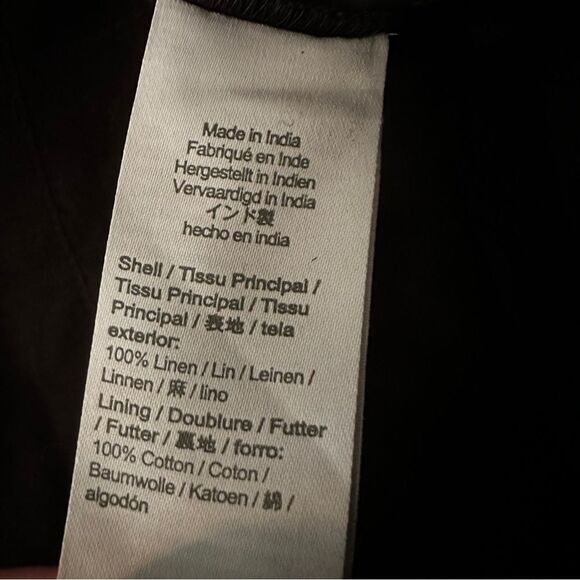 Made in India
Fabriqué en Inde
Hergestellt in Indien
Vervaardigd in India
インド製
hecho en india
Shell / Tissu Principal /
Tissu Principal / Tissu
Principal / 表地 / tela
exterior:
100% Linen / Lin / Leinen /
Linnen / 麻 / lino
Lining / Doublure / Futter
/ Futter / 裏地 / forro:
100% Cotton / Coton /
Baumwolle / Katoen / 綿 /
algodón